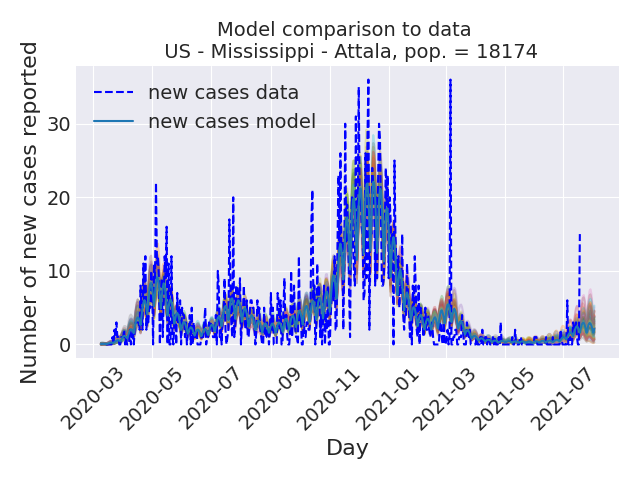 Model comparison to data
US - Mississippi - Attala, pop. = 18174
Number of new cases reported
new cases data
new cases model
30
20
10
0
2020-03
2020-05
2020-07
2020-09
2020-11
2021-01
2021-03
2021-05
2021-07
Day